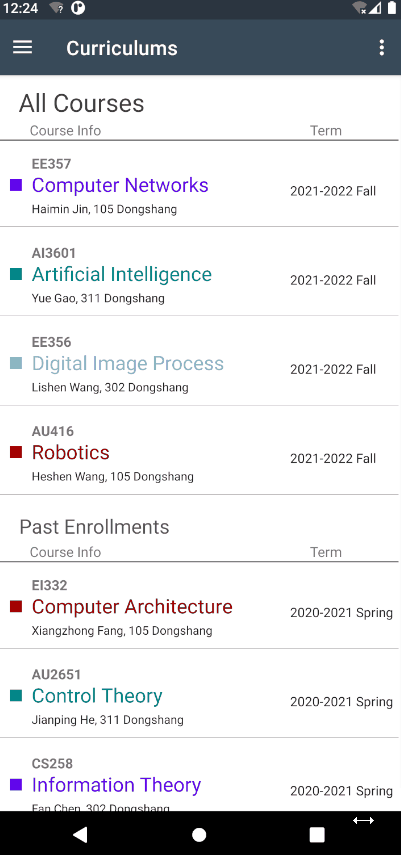 12:24
Curriculums
All Courses
Course Info Term
EE357
Computer Networks
2021-2022 Fall
Haimin Jin, 105 Dongshang
AI3601
Artificial Intelligence
2021-2022 Fall
Yue Gao, 311 Dongshang
EE356
Digital Image Process
2021-2022 Fall
Lishen Wang, 302 Dongshang
AU416
Robotics
2021-2022 Fall
Heshen Wang, 105 Dongshang
Past Enrollments
Course Info Term
EI332
Computer Architecture
2020-2021 Spring
Xiangzhong Fang, 105 Dongshang
AU2651
Control Theory
2020-2021 Spring
Jianping He, 311 Dongshang
CS258
Information Theory
2020-2021 Spring
Fan Chen, 302 Dongshang